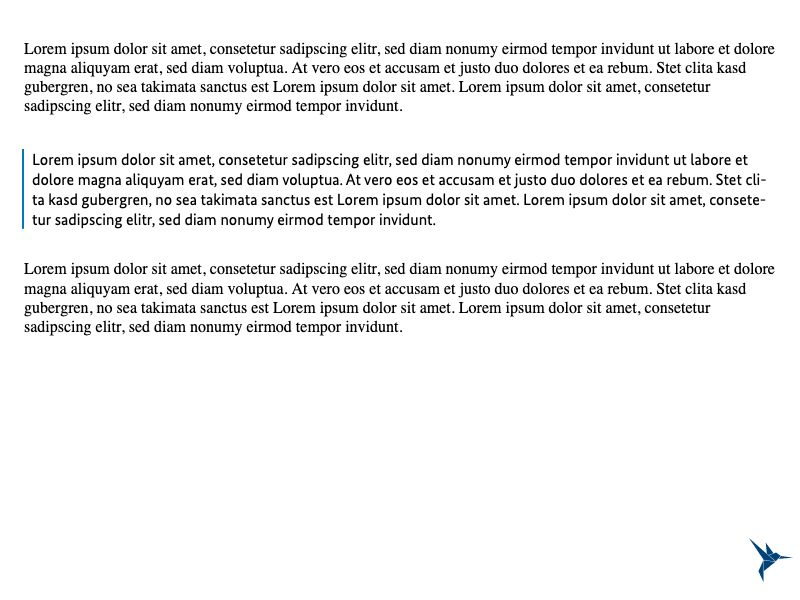 Lorem ipsum dolor sit amet, consetetur sadipscing elitr, sed diam nonumy eirmod tempor invidunt ut labore et dolore
magna aliquyam erat, sed diam voluptua. At vero eos et accusam et justo duo dolores et ea rebum. Stet clita kasd
gubergren, no sea takimata sanctus est Lorem ipsum dolor sit amet. Lorem ipsum dolor sit amet, consetetur
sadipscing elitr, sed diam nonumy eirmod tempor invidunt.
Lorem ipsum dolor sit amet, consetetur sadipscing elitr, sed diam nonumy eirmod tempor invidunt ut labore et
dolore magna aliquyam erat, sed diam voluptua. At vero eos et accusam et justo duo dolores et ea rebum. Stet cli-
ta kasd gubergren, no sea takimata sanctus est Lorem ipsum dolor sit amet. Lorem ipsum dolor sit amet, consete-
tur sadipscing elitr, sed diam nonumy eirmod tempor invidunt.
Lorem ipsum dolor sit amet, consetetur sadipscing elitr, sed diam nonumy eirmod tempor invidunt ut labore et dolore
magna aliquyam erat, sed diam voluptua. At vero eos et accusam et justo duo dolores et ea rebum. Stet clita kasd
gubergren, no sea takimata sanctus est Lorem ipsum dolor sit amet. Lorem ipsum dolor sit amet, consetetur
sadipscing elitr, sed diam nonumy eirmod tempor invidunt.